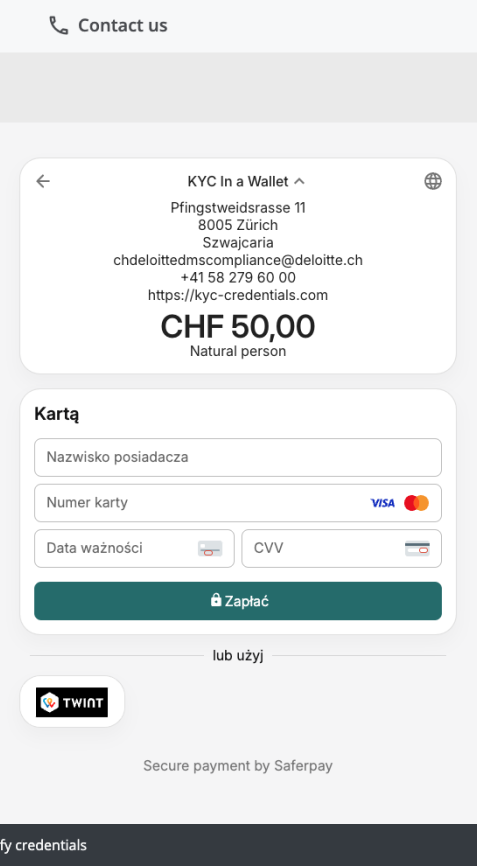 Contact us
KYC In a Wallet
Pfingstweidsrasse 11
8005 Zürich
Szwajcaria
chdeloittedmscompliance@deloitte.ch
+41 58 279 60 00
https://kyc-credentials.com
CHF 50,00
Natural person
Kartą
Nazwisko posiadacza
Numer karty VISA
Data ważności CVV
Zapłać
lub użyj
TWINT
Secure payment by Saferpay
fy credentials